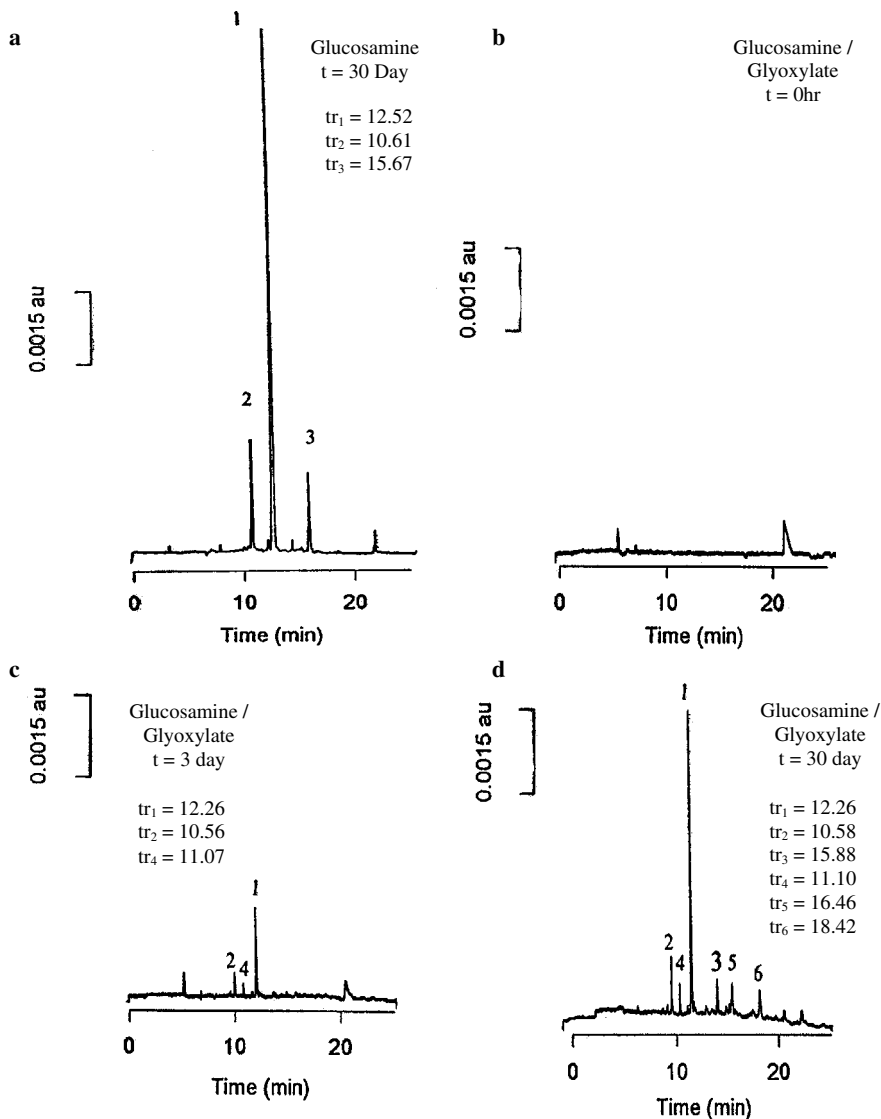 a
1
Glucosamine
t = 30 Day
tr₁ = 12.52
tr₂ = 10.61
tr₃ = 15.67
0.0015 au
2
3
0 10 20
Time (min)
b
Glucosamine /
Glyoxylate
t = 0hr
0.0015 au
0 10 20
Time (min)
c
0.0015 au
Glucosamine /
Glyoxylate
t = 3 day
tr₁ = 12.26
tr₂ = 10.56
tr₄ = 11.07
1
2 4
0 10 20
Time (min)
d
0.0015 au
1
Glucosamine /
Glyoxylate
t = 30 day
tr₁ = 12.26
tr₂ = 10.58
tr₃ = 15.88
tr₄ = 11.10
tr₅ = 16.46
tr₆ = 18.42
2 4 3 5 6
0 10 20
Time (min)